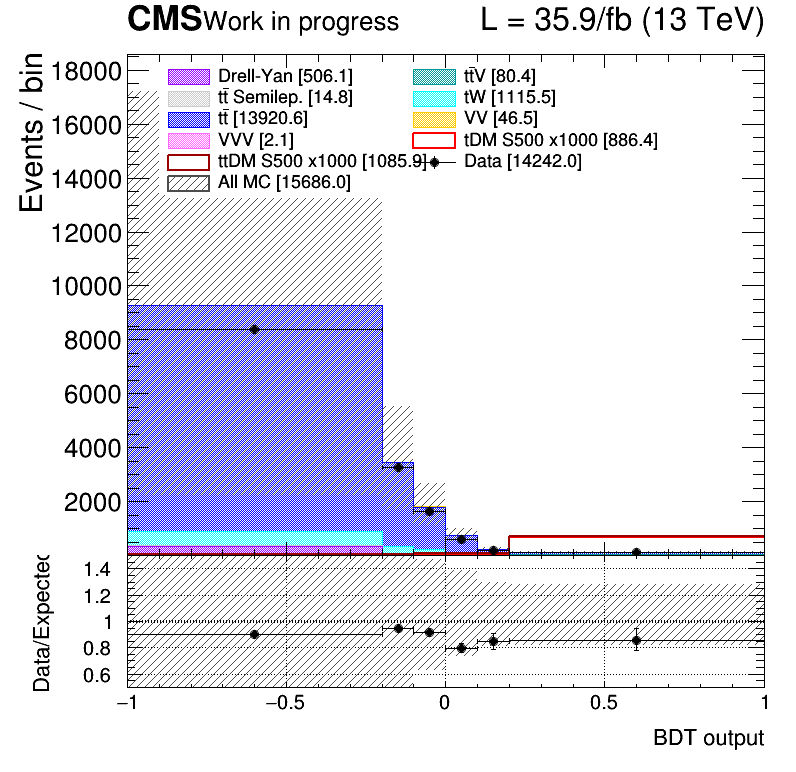 CMS Work in progress L = 35.9/fb (13 TeV)
Events / bin
18000
16000
14000
12000
10000
8000
6000
4000
2000
Drell-Yan [506.1]
tt̄V [80.4]
tt̄ Semilep. [14.8]
tW [1115.5]
tt̄ [13920.6]
VV [46.5]
VVV [2.1]
tDM S500 x1000 [886.4]
ttDM S500 x1000 [1085.9]
Data [14242.0]
All MC [15686.0]
Data/Expected
1.4
1.2
1
0.8
0.6
−1 −0.5 0 0.5 1
BDT output